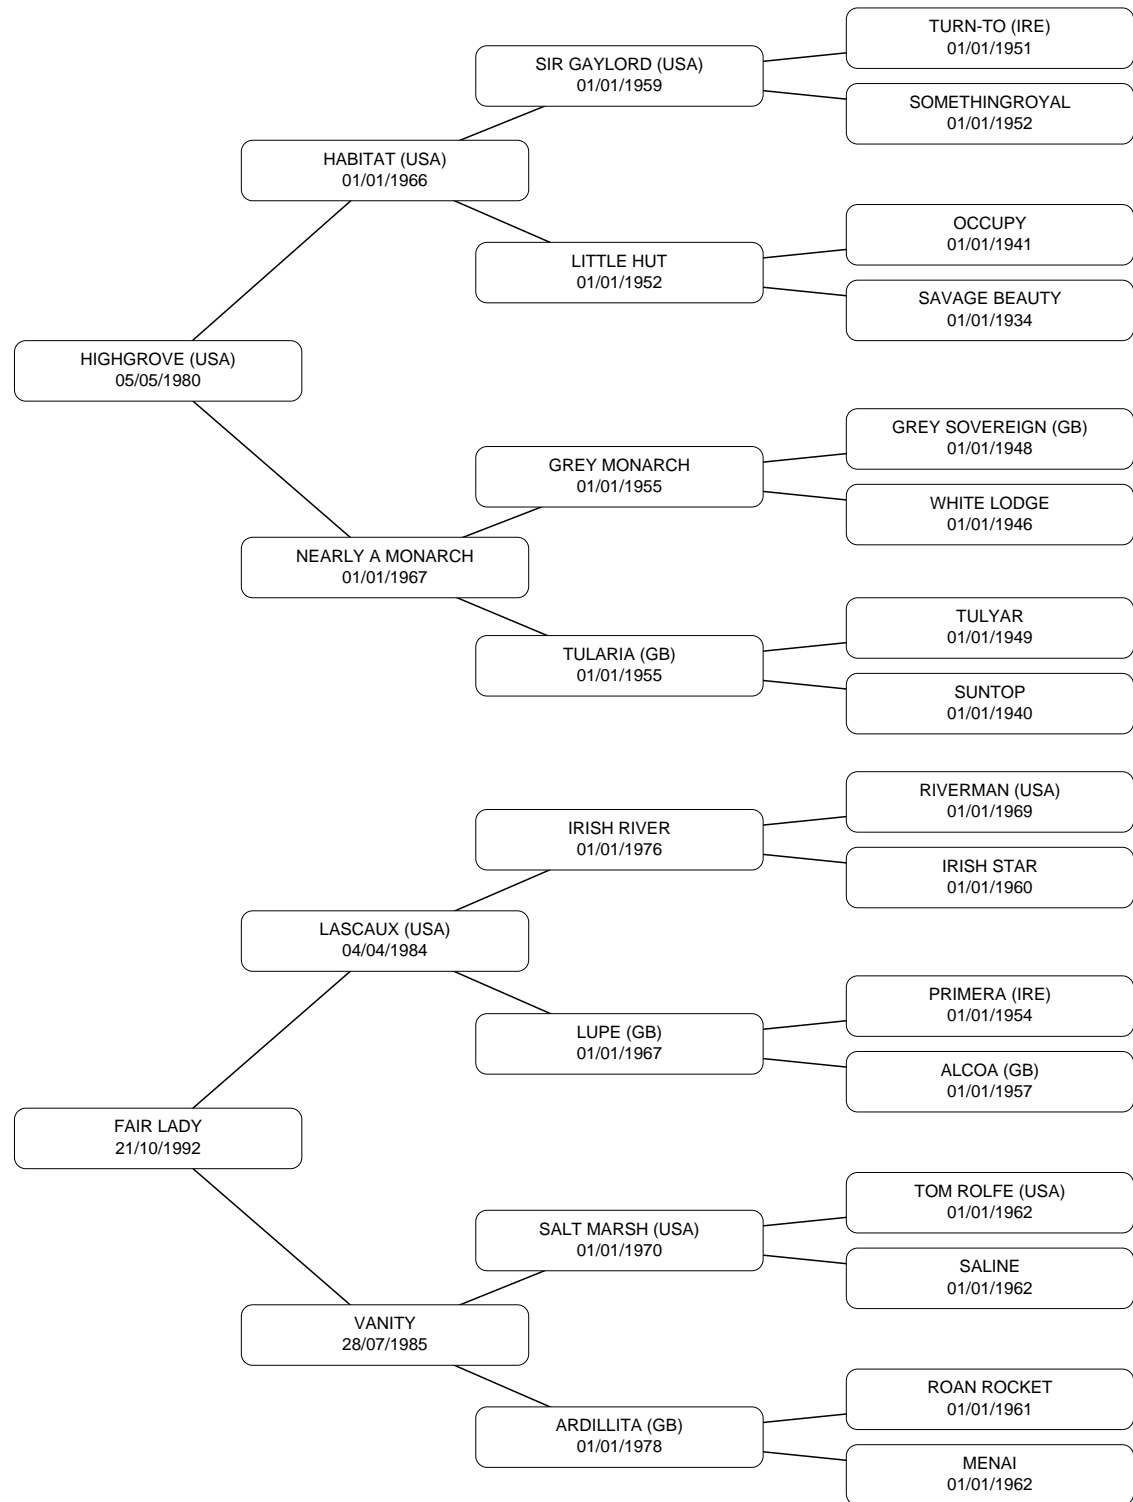 TURN-TO (IRE)
01/01/1951
SIR GAYLORD (USA)
01/01/1959
SOMETHINGROYAL
01/01/1952
HABITAT (USA)
01/01/1966
OCCUPY
01/01/1941
LITTLE HUT
01/01/1952
SAVAGE BEAUTY
01/01/1934
HIGHGROVE (USA)
05/05/1980
GREY SOVEREIGN (GB)
01/01/1948
GREY MONARCH
01/01/1955
WHITE LODGE
01/01/1946
NEARLY A MONARCH
01/01/1967
TULYAR
01/01/1949
TULARIA (GB)
01/01/1955
SUNTOP
01/01/1940
RIVERMAN (USA)
01/01/1969
IRISH RIVER
01/01/1976
IRISH STAR
01/01/1960
LASCAUX (USA)
04/04/1984
PRIMERA (IRE)
01/01/1954
LUPE (GB)
01/01/1967
ALCOA (GB)
01/01/1957
FAIR LADY
21/10/1992
TOM ROLFE (USA)
01/01/1962
SALT MARSH (USA)
01/01/1970
SALINE
01/01/1962
VANITY
28/07/1985
ROAN ROCKET
01/01/1961
ARDILLITA (GB)
01/01/1978
MENAI
01/01/1962